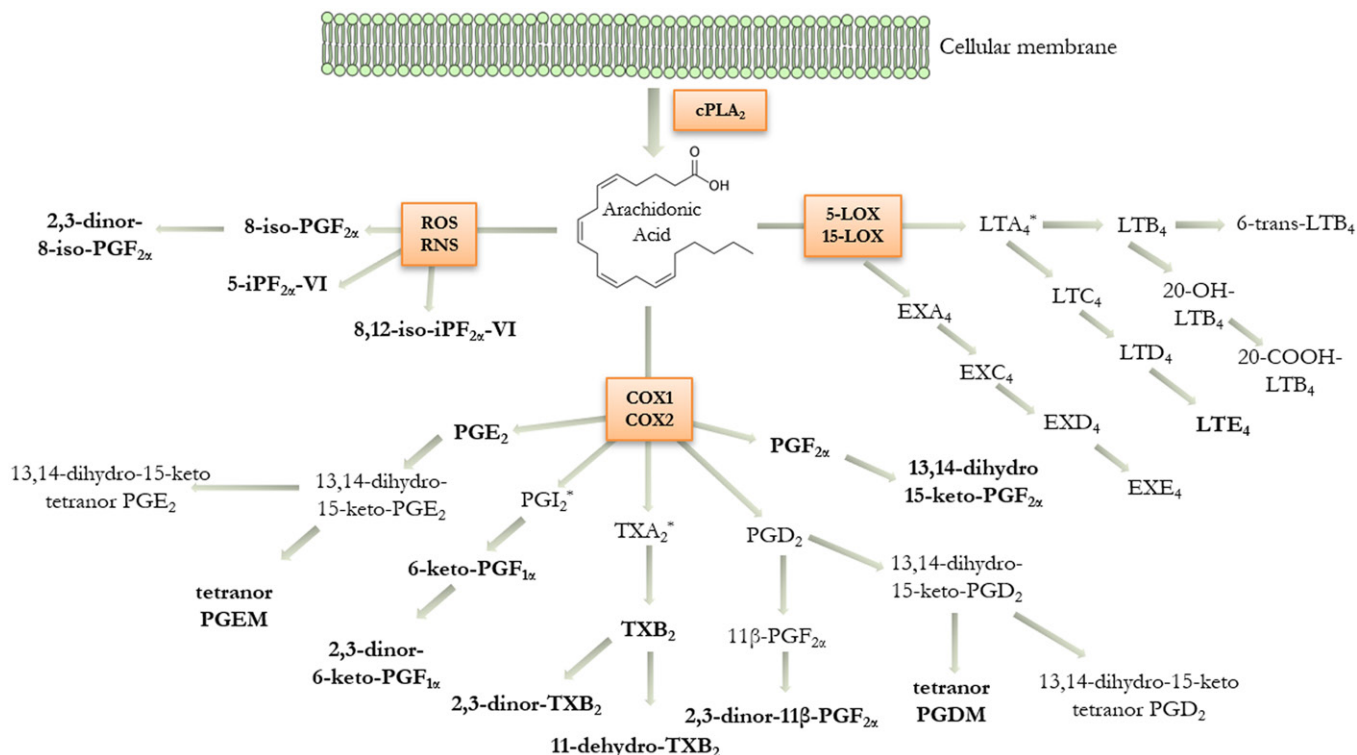 Cellular membrane
cPLA₂
O
OH
Arachidonic
Acid
ROS
RNS
8-iso-PGF₂α
2,3-dinor-
8-iso-PGF₂α
5-iPF₂α-VI
8,12-iso-iPF₂α-VI
5-LOX
15-LOX
LTA₄*
LTB₄
6-trans-LTB₄
20-OH-
LTB₄
20-COOH-
LTB₄
LTC₄
LTD₄
LTE₄
EXA₄
EXC₄
EXD₄
EXE₄
COX1
COX2
PGE₂
13,14-dihydro-
15-keto-PGE₂
13,14-dihydro-15-keto
tetranor PGE₂
tetranor
PGEM
PGI₂*
6-keto-PGF₁α
2,3-dinor-
6-keto-PGF₁α
TXA₂*
TXB₂
2,3-dinor-TXB₂
11-dehydro-TXB₂
PGD₂
11β-PGF₂α
2,3-dinor-11β-PGF₂α
13,14-dihydro-
15-keto-PGD₂
tetranor
PGDM
13,14-dihydro-15-keto
tetranor PGD₂
PGF₂α
13,14-dihydro
15-keto-PGF₂α